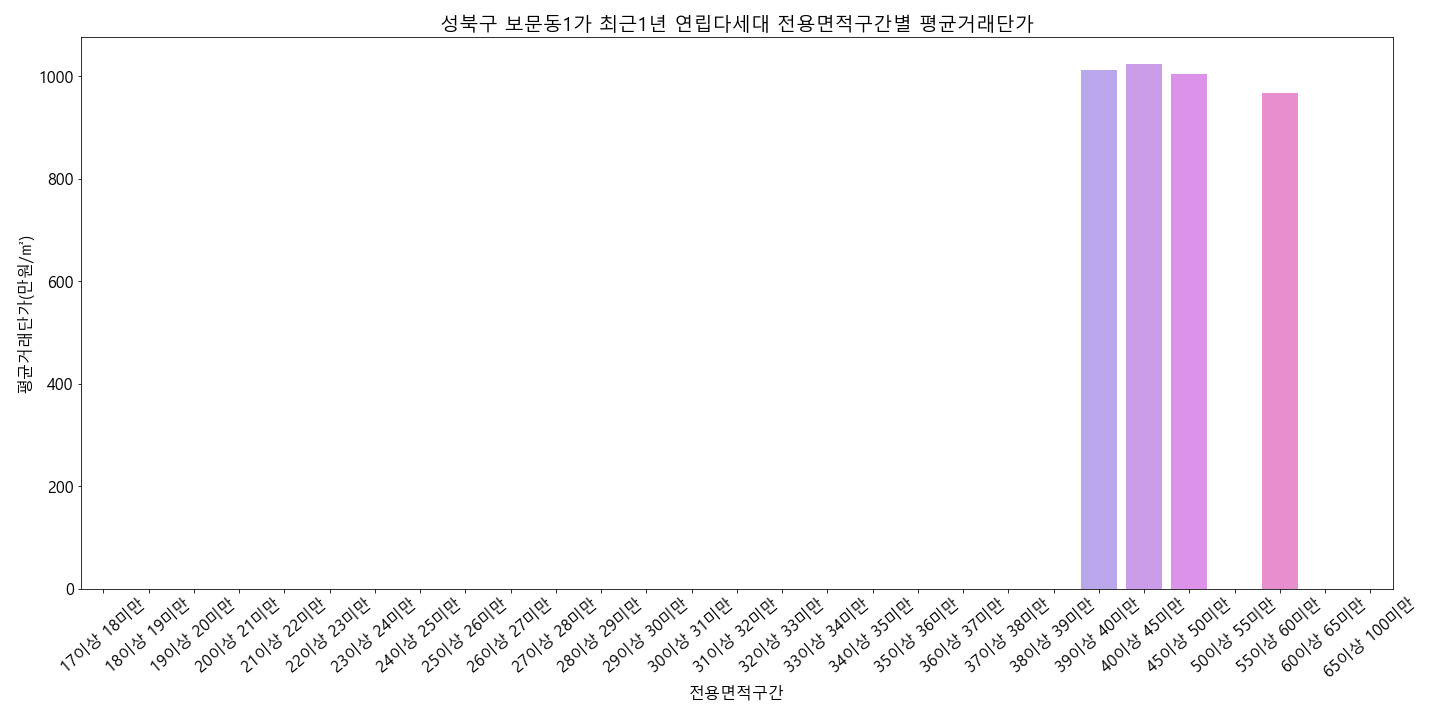 성북구 보문동1가 최근1년 연립다세대 전용면적구간별 평균거래단가
평균거래단가(만원/㎡)
1000
800
600
400
200
0
17이상 18미만
18이상 19미만
19이상 20미만
20이상 21미만
21이상 22미만
22이상 23미만
23이상 24미만
24이상 25미만
25이상 26미만
26이상 27미만
27이상 28미만
28이상 29미만
29이상 30미만
30이상 31미만
31이상 32미만
32이상 33미만
33이상 34미만
34이상 35미만
35이상 36미만
36이상 37미만
37이상 38미만
38이상 39미만
39이상 40미만
40이상 45미만
45이상 50미만
50이상 55미만
55이상 60미만
60이상 65미만
65이상 100미만
전용면적구간